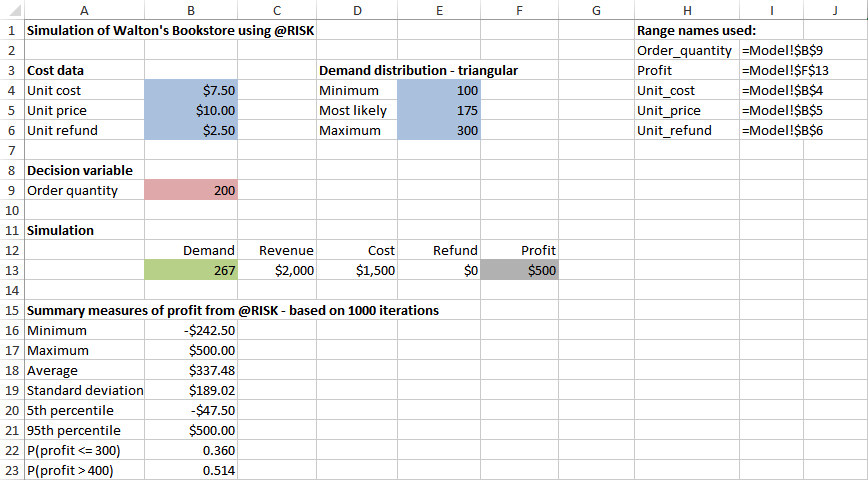 A B C D E F G H I J
1 Simulation of Walton's Bookstore using @RISK Range names used:
2 Order_quantity =Model!$B$9
3 Cost data Demand distribution - triangular Profit =Model!$F$13
4 Unit cost $7.50 Minimum 100 Unit_cost =Model!$B$4
5 Unit price $10.00 Most likely 175 Unit_price =Model!$B$5
6 Unit refund $2.50 Maximum 300 Unit_refund =Model!$B$6
7
8 Decision variable
9 Order quantity 200
10
11 Simulation
12 Demand Revenue Cost Refund Profit
13 267 $2,000 $1,500 $0 $500
14
15 Summary measures of profit from @RISK - based on 1000 iterations
16 Minimum -$242.50
17 Maximum $500.00
18 Average $337.48
19 Standard deviation $189.02
20 5th percentile -$47.50
21 95th percentile $500.00
22 P(profit <= 300) 0.360
23 P(profit > 400) 0.514